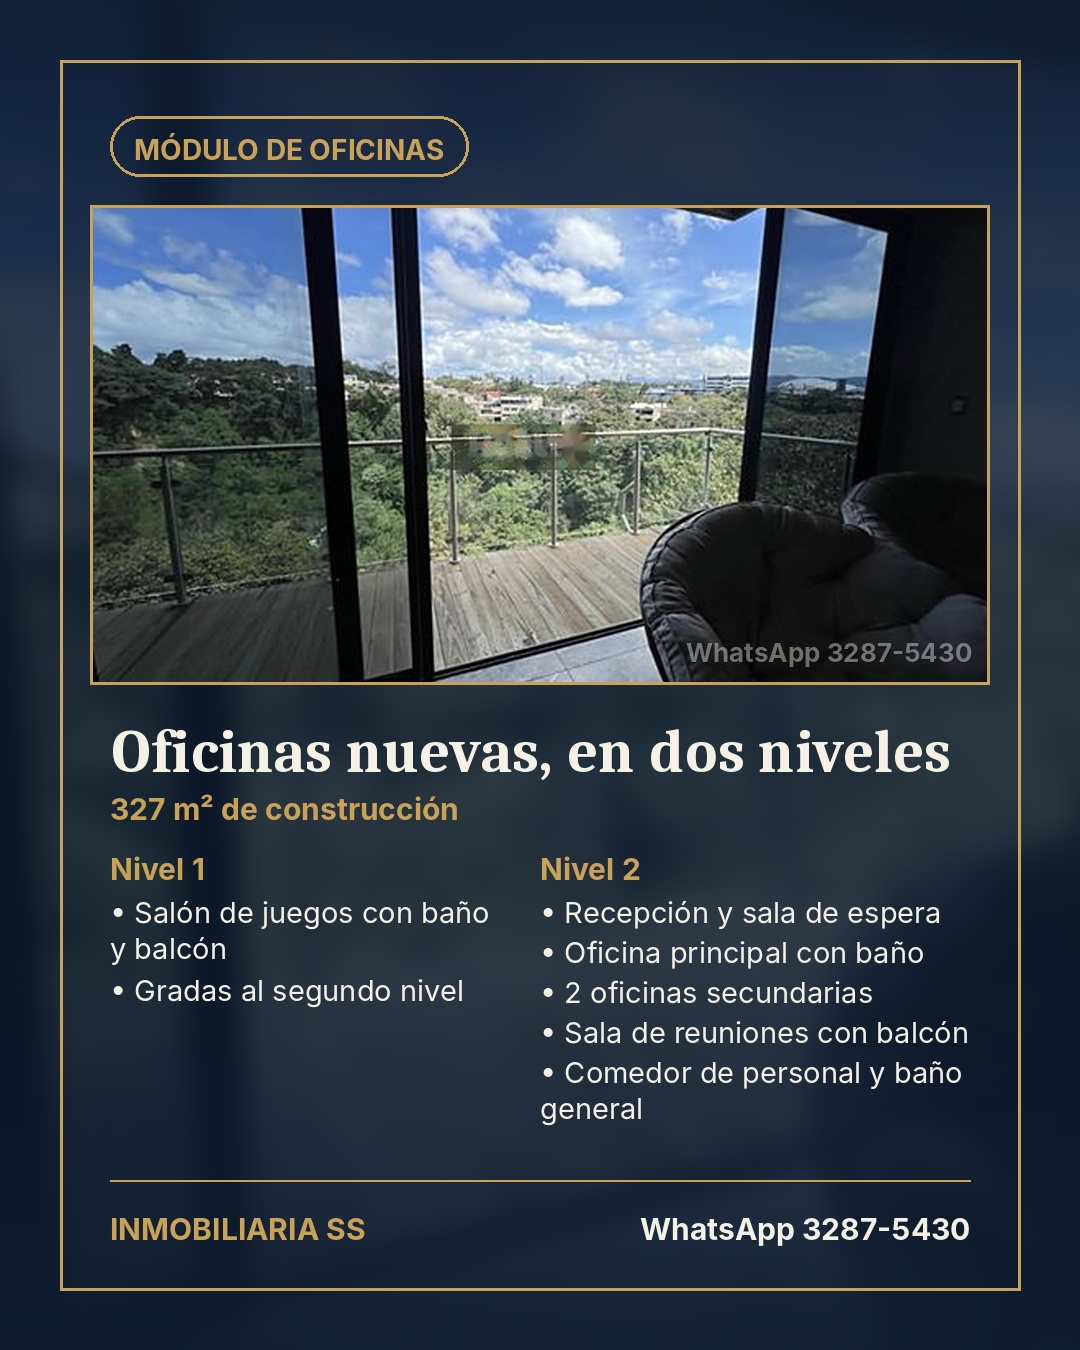 MÓDULO DE OFICINAS
WhatsApp 3287-5430
Oficinas nuevas, en dos niveles
327 m² de construcción
Nivel 1
• Salón de juegos con baño
y balcón
• Gradas al segundo nivel
Nivel 2
• Recepción y sala de espera
• Oficina principal con baño
• 2 oficinas secundarias
• Sala de reuniones con balcón
• Comedor de personal y baño
general
INMOBILIARIA SS
WhatsApp 3287-5430